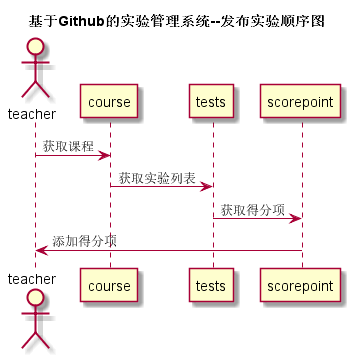 基于Github的实验管理系统--发布实验顺序图
teacher
course
tests
scorepoint
获取课程
获取实验列表
获取得分项
添加得分项
teacher
course
tests
scorepoint